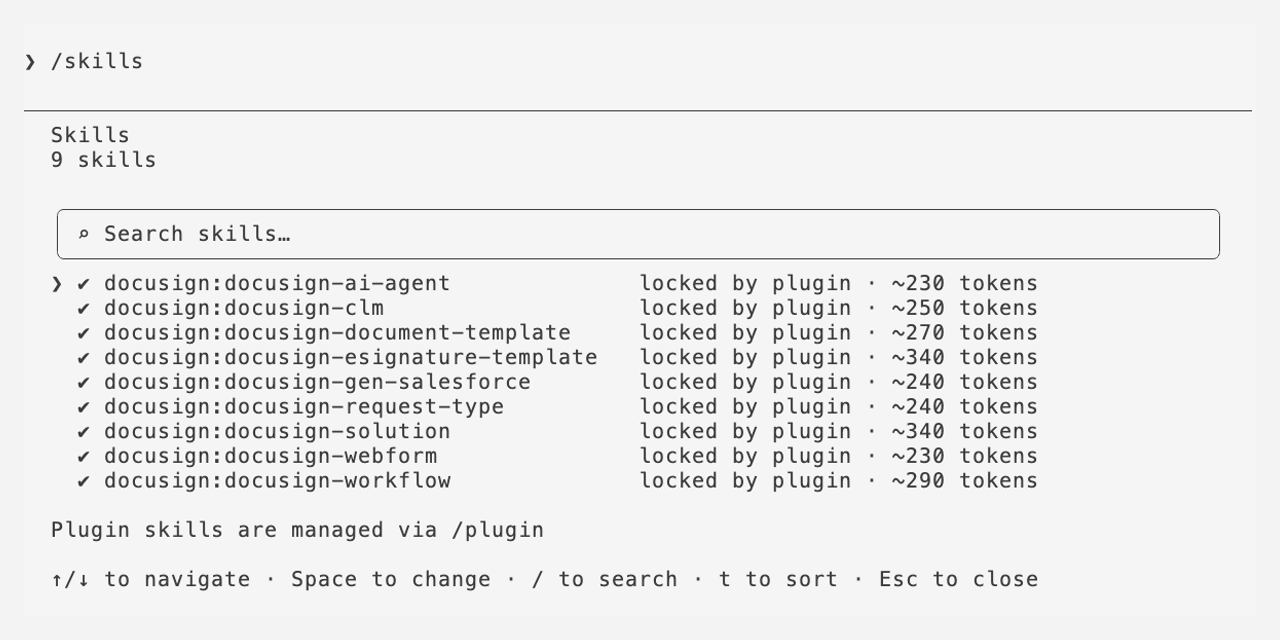 ❯ /skills
Skills
9 skills
⌕ Search skills…
❯ ✔ docusign:docusign-ai-agent locked by plugin · ~230 tokens
✔ docusign:docusign-clm locked by plugin · ~250 tokens
✔ docusign:docusign-document-template locked by plugin · ~270 tokens
✔ docusign:docusign-esignature-template locked by plugin · ~340 tokens
✔ docusign:docusign-gen-salesforce locked by plugin · ~240 tokens
✔ docusign:docusign-request-type locked by plugin · ~240 tokens
✔ docusign:docusign-solution locked by plugin · ~340 tokens
✔ docusign:docusign-webform locked by plugin · ~230 tokens
✔ docusign:docusign-workflow locked by plugin · ~290 tokens
Plugin skills are managed via /plugin
↑/↓ to navigate · Space to change · / to search · t to sort · Esc to close